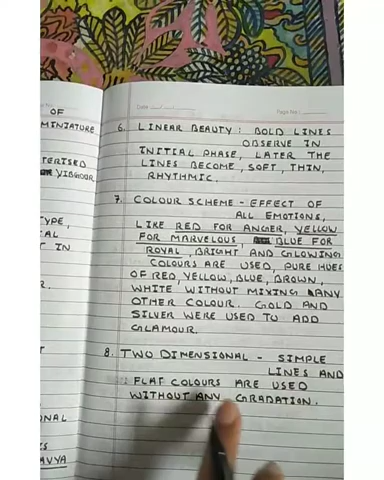 OF
MINIATURE
TERISED
VIGOUR
TYPE,
T IN
R.
ONAL
S
AVYA
Date
Page No.
6. LINEAR BEAUTY: BOLD LINES
OBSERVE IN
INITIAL PHASE, LATER THE
LINES BECOME, SOFT, THIN,
RHYTHMIC.
7. COLOUR SCHEME - EFFECT OF
ALL EMOTIONS,
LIKE RED FOR ANGER, YELLOW
FOR MARVELOUS, BLUE FOR
ROYAL, BRIGHT AND GLOWING
COLOURS ARE USED, PURE HUES
OF RED, YELLOW, BLUE, BROWN,
WHITE WITHOUT MIXING ANY
OTHER COLOUR. GOLD AND
SILVER WERE USED TO ADD
GLAMOUR.
8. TWO DIMENSIONAL - SIMPLE
LINES AND
FLAT COLOURS ARE USED
WITHOUT ANY GRADATION.